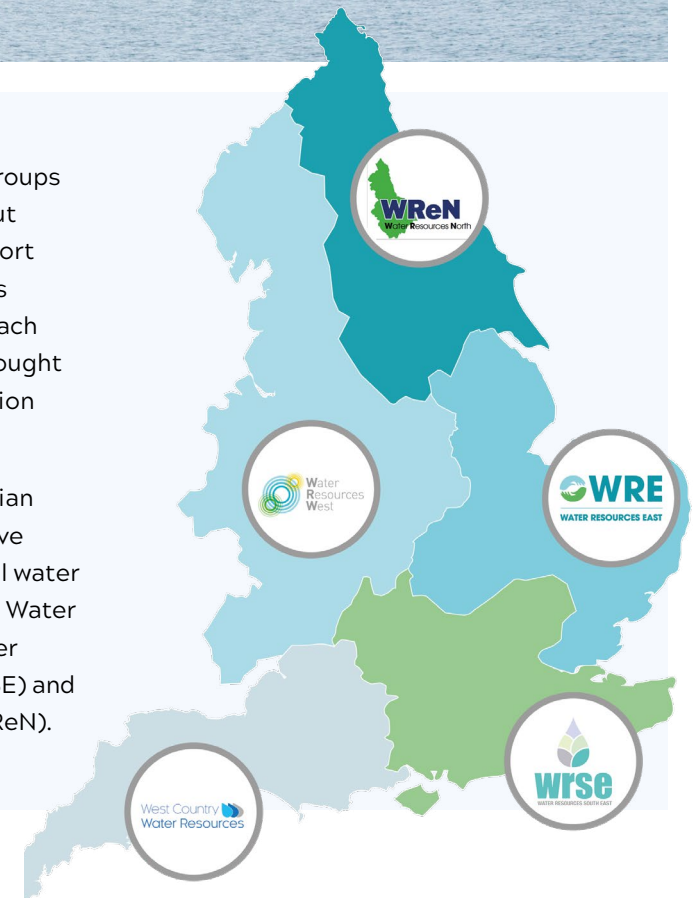 roups
ut
ort
s
ach
ought
ion
ian
ve
l water
Water
er
E) and
ReN).
WReN
Water Resources North
Water
Resources
West
WRE
WATER RESOURCES EAST
wrse
WATER RESOURCES SOUTH EAST
West Country
Water Resources